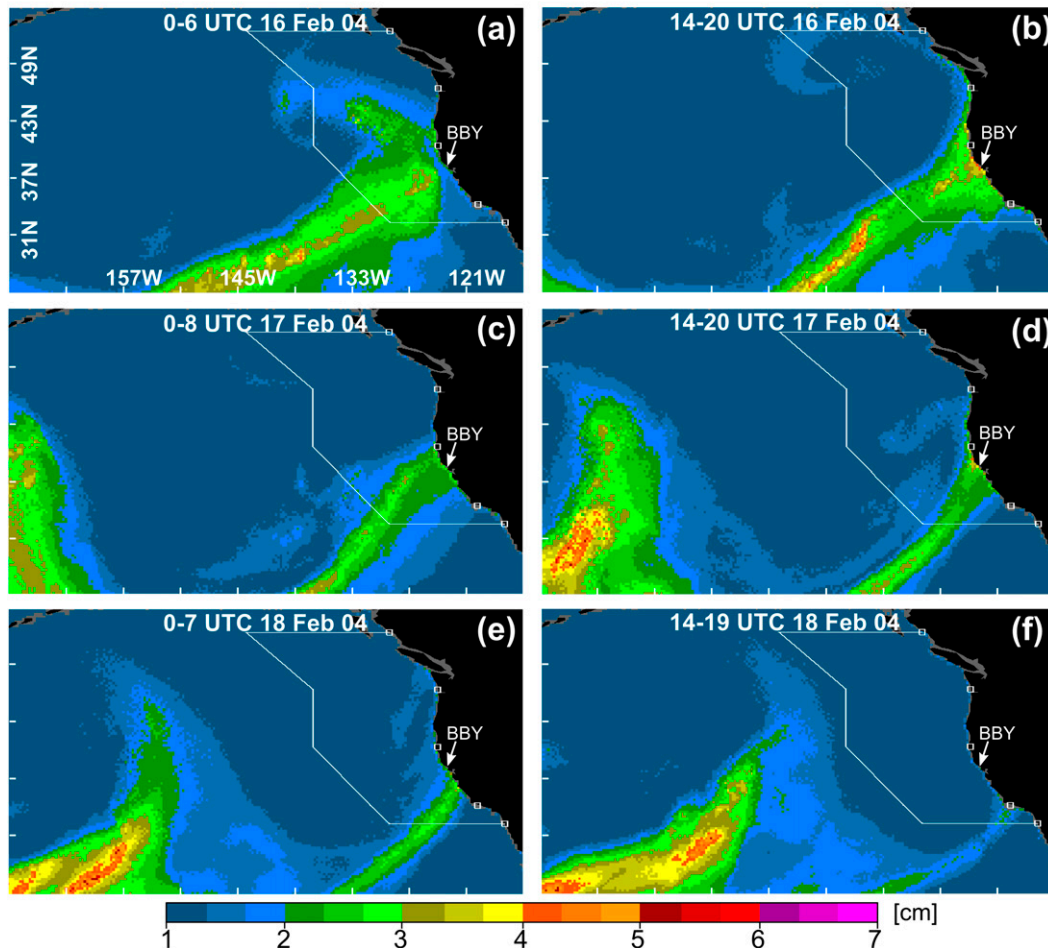 0-6 UTC 16 Feb 04 (a)
49N
43N
BBY
37N
31N
157W 145W 133W 121W
14-20 UTC 16 Feb 04 (b)
BBY
0-8 UTC 17 Feb 04 (c)
BBY
14-20 UTC 17 Feb 04 (d)
BBY
0-7 UTC 18 Feb 04 (e)
BBY
14-19 UTC 18 Feb 04 (f)
BBY
1 2 3 4 5 6 7 [cm]